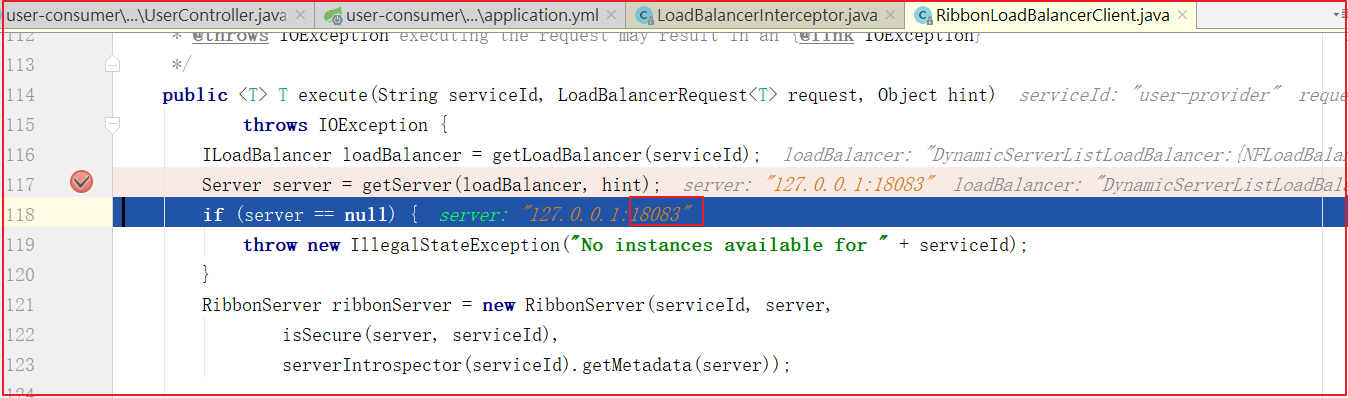 user-consumer\...\UserController.java × user-consumer\...\application.yml × LoadBalancerInterceptor.java × RibbonLoadBalancerClient.java ×
112 * @throws IOException executing the request may result in an {@link IOException}
113 */
114 public <T> T execute(String serviceId, LoadBalancerRequest<T> request, Object hint) serviceId: "user-provider" reque
115 throws IOException {
116 ILoadBalancer loadBalancer = getLoadBalancer(serviceId); loadBalancer: "DynamicServerListLoadBalancer:{NFLoadBalan
117 Server server = getServer(loadBalancer, hint); server: "127.0.0.1:18083" loadBalancer: "DynamicServerListLoadBala
118 if (server == null) { server: "127.0.0.1:18083"
119 throw new IllegalStateException("No instances available for " + serviceId);
120 }
121 RibbonServer ribbonServer = new RibbonServer(serviceId, server,
122 isSecure(server, serviceId),
123 serverIntrospector(serviceId).getMetadata(server));
124